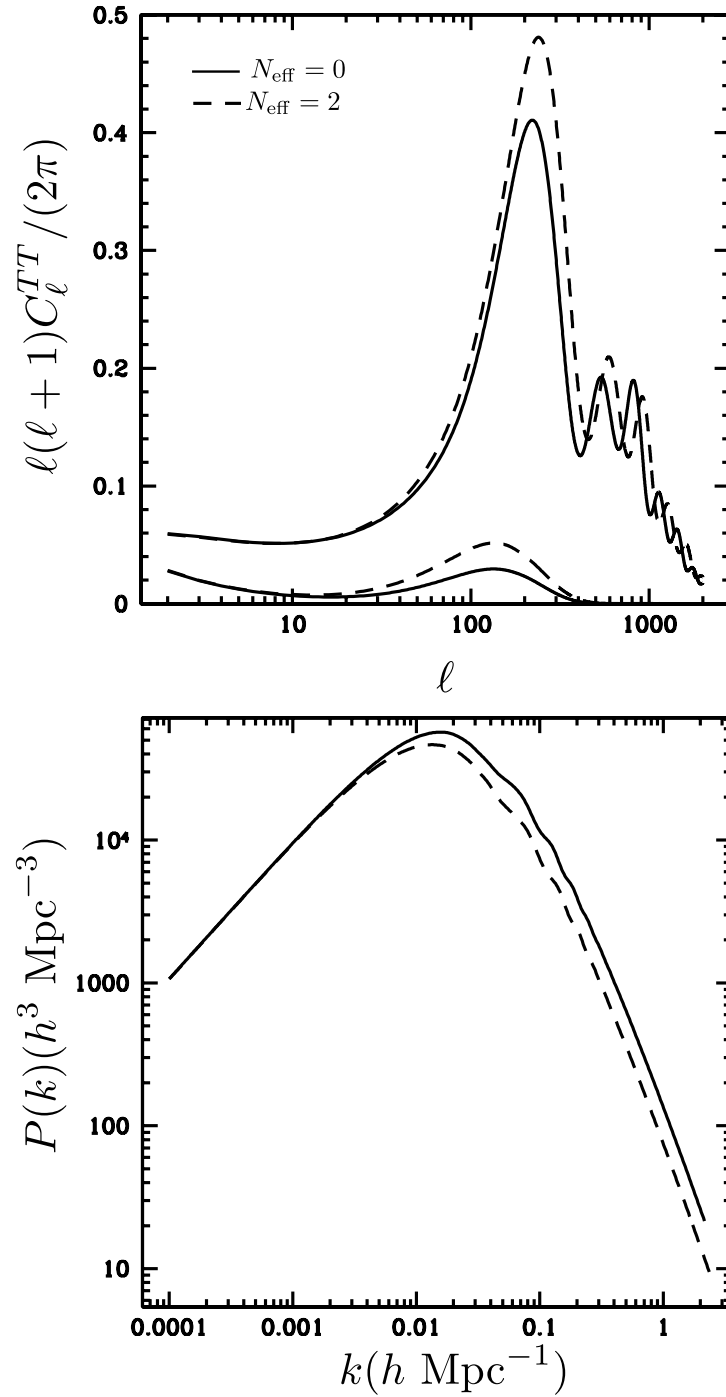 0.5
N_eff = 0
N_eff = 2
0.4
0.3
0.2
0.1
0
ℓ(ℓ + 1)C_ℓ^{TT}/(2π)
10 100 1000
ℓ
10⁴
1000
100
10
P(k)(h³ Mpc⁻³)
0.0001 0.001 0.01 0.1 1
k(h Mpc⁻¹)